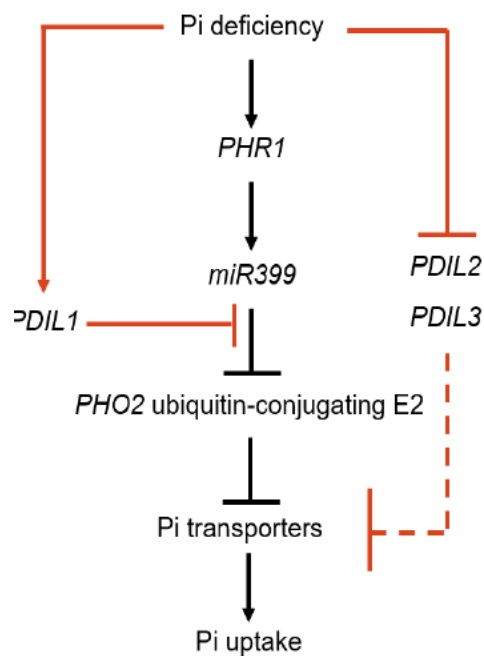 Pi deficiency
PHR1
miR399
PDIL2
PDIL3
PDIL1
PHO2 ubiquitin-conjugating E2
Pi transporters
Pi uptake